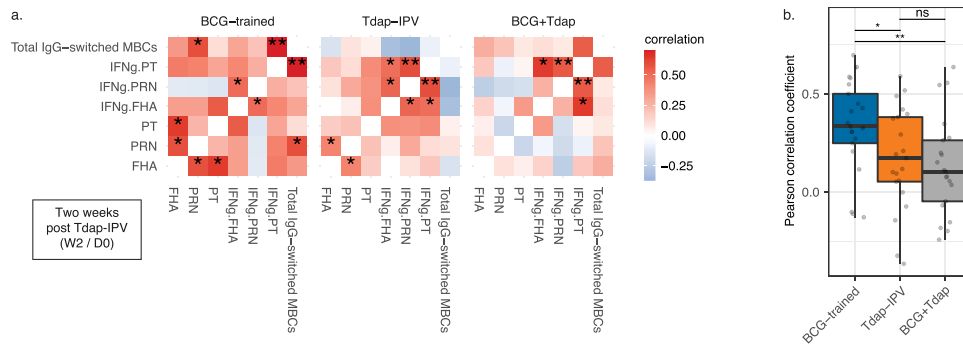 a.
BCG-trained
Tdap-IPV
BCG+Tdap
Total IgG-switched MBCs
IFNg.PT
IFNg.PRN
IFNg.FHA
PT
PRN
FHA
* **
** * ** * **
* * ** **
* * * *
*
* * *
* * *
FHA
PRN
PT
IFNg.FHA
IFNg.PRN
IFNg.PT
Total IgG-switched MBCs
FHA
PRN
PT
IFNg.FHA
IFNg.PRN
IFNg.PT
Total IgG-switched MBCs
FHA
PRN
PT
IFNg.FHA
IFNg.PRN
IFNg.PT
Total IgG-switched MBCs
correlation
0.50
0.25
0.00
−0.25
Two weeks
post Tdap-IPV
(W2 / D0)
b.
ns
*
**
Pearson correlation coefficient
0.5
0.0
BCG-trained
Tdap-IPV
BCG+Tdap